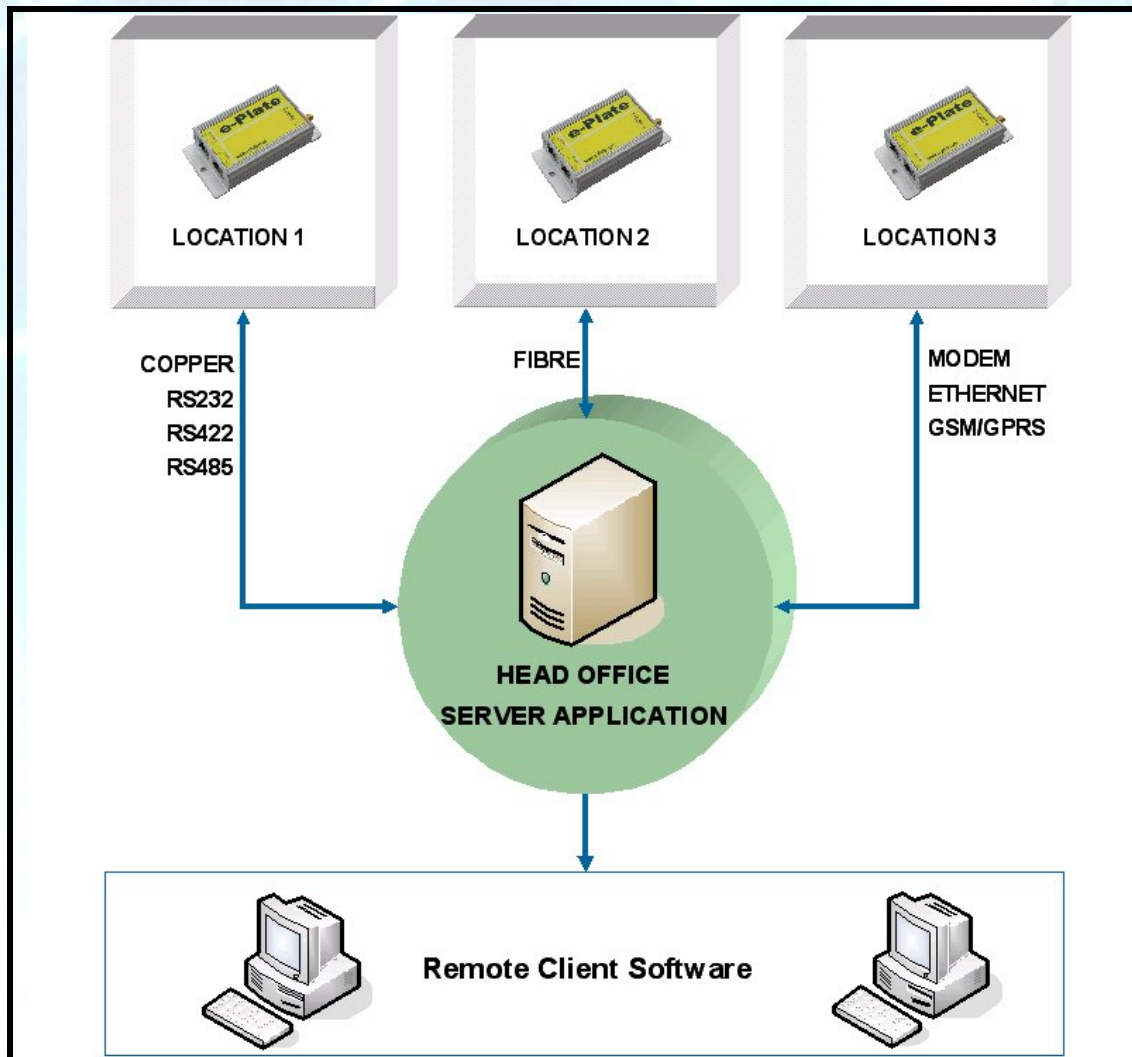 e-Plate
e-Plate
e-Plate
LOCATION 1
LOCATION 2
LOCATION 3
COPPER
RS232
RS422
RS485
FIBRE
MODEM
ETHERNET
GSM/GPRS
HEAD OFFICE
SERVER APPLICATION
Remote Client Software